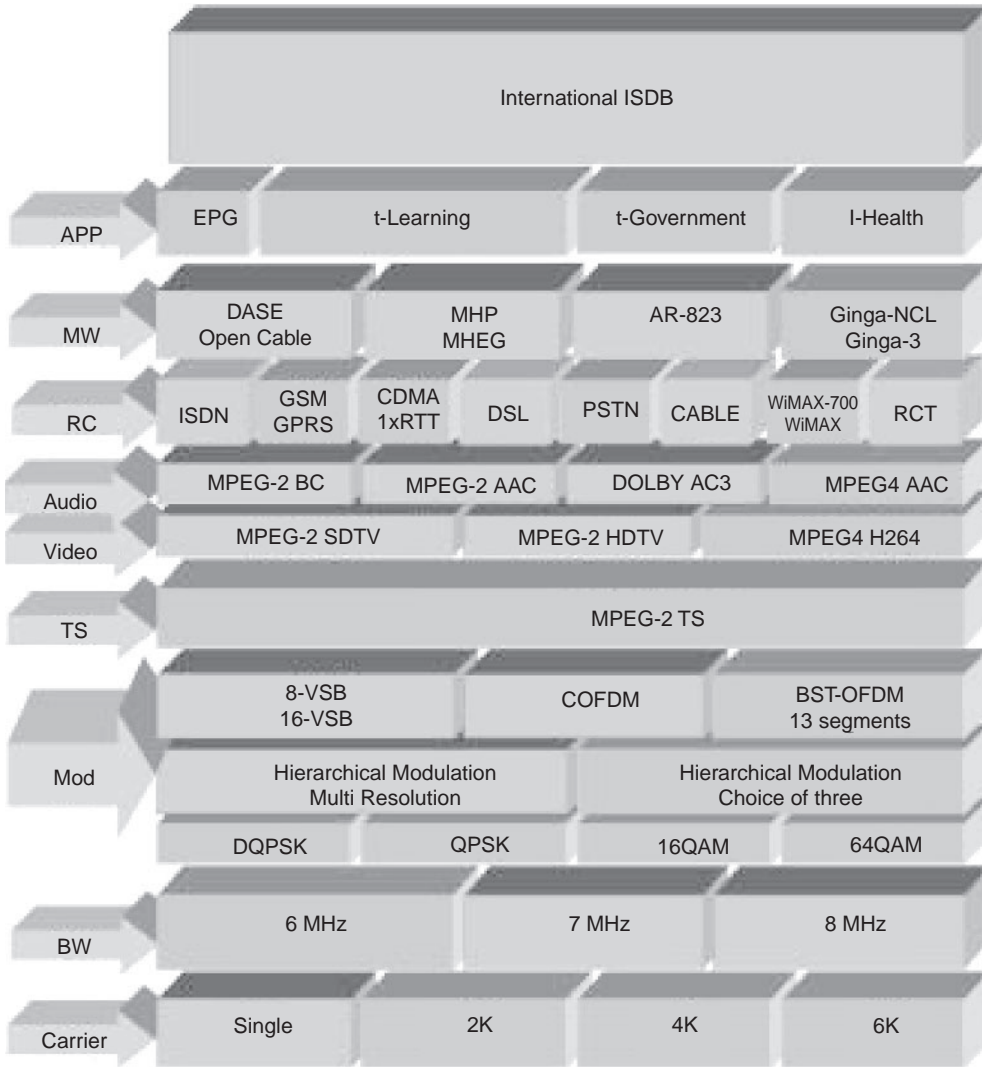 International ISDB
APP
EPG
t-Learning
t-Government
I-Health
MW
DASE
Open Cable
MHP
MHEG
AR-823
Ginga-NCL
Ginga-3
RC
ISDN
GSM
GPRS
CDMA
1xRTT
DSL
PSTN
CABLE
WiMAX-700
WiMAX
RCT
Audio
MPEG-2 BC
MPEG-2 AAC
DOLBY AC3
MPEG4 AAC
Video
MPEG-2 SDTV
MPEG-2 HDTV
MPEG4 H264
TS
MPEG-2 TS
Mod
8-VSB
16-VSB
COFDM
BST-OFDM
13 segments
Hierarchical Modulation
Multi Resolution
Hierarchical Modulation
Choice of three
DQPSK
QPSK
16QAM
64QAM
BW
6 MHz
7 MHz
8 MHz
Carrier
Single
2K
4K
6K